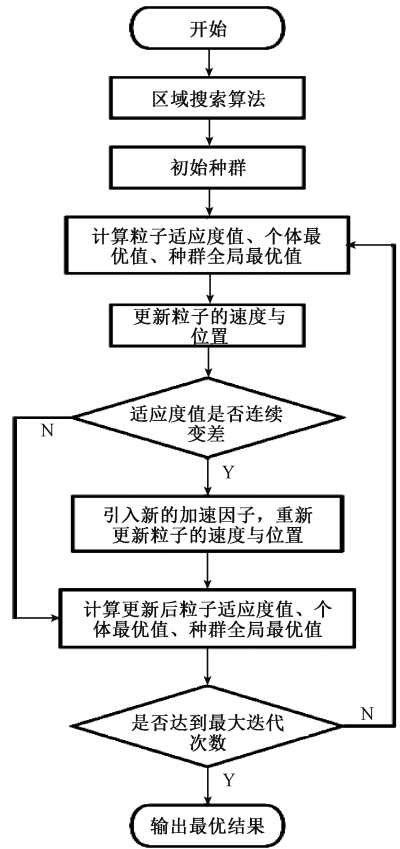 开始
区域搜索算法
初始种群
计算粒子适应度值、个体最
优值、种群全局最优值
更新粒子的速度与
位置
适应度值是否连续
变差
N
Y
引入新的加速因子，重新
更新粒子的速度与位置
计算更新后粒子适应度值、个
体最优值、种群全局最优值
是否达到最大迭代
次数
N
Y
输出最优结果